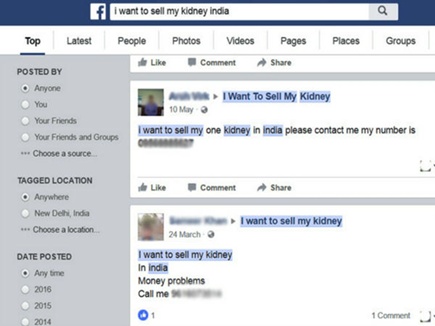 f i want to sell my kidney india
Top Latest People Photos Videos Pages Places Groups
Like Comment Share
POSTED BY
Anyone
You
Your Friends
Your Friends and Groups
Choose a source...
TAGGED LOCATION
Anywhere
New Delhi, India
Choose a location...
DATE POSTED
Any time
2016
2015
2014
I Want To Sell My Kidney
10 May
i want to sell my one kidney in india please contact me my number is
Like Comment Share
I want to sell my kidney
24 March
I want to sell my kidney
In india
Money problems
Call me
1 1 Comment